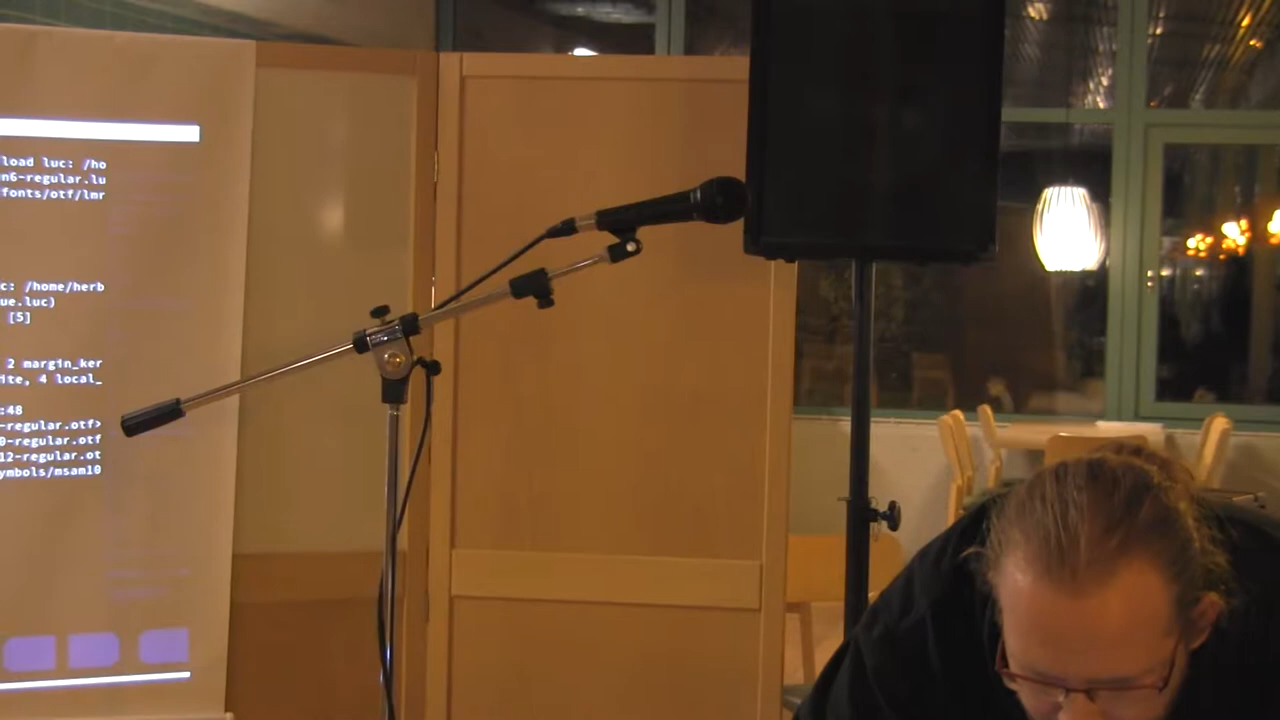 load luc: /ho
n6-regular.lu
fonts/otf/lmr
c: /home/herb
ue.luc)
[5]
2 margin_ker
ite, 4 local_
:48
-regular.otf>
0-regular.otf
12-regular.ot
ymbols/msam10